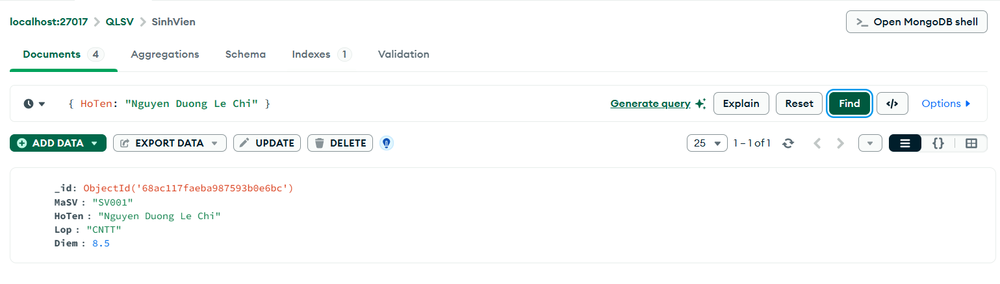 localhost:27017 > QLSV > SinhVien
>_ Open MongoDB shell
Documents 4 Aggregations Schema Indexes 1 Validation
{ HoTen: "Nguyen Duong Le Chi" }
Generate query Explain Reset Find </> Options
ADD DATA EXPORT DATA UPDATE DELETE 25 1 – 1 of 1 {}
_id: ObjectId('68ac117faeba987593b0e6bc')
MaSV : "SV001"
HoTen : "Nguyen Duong Le Chi"
Lop : "CNTT"
Diem : 8.5